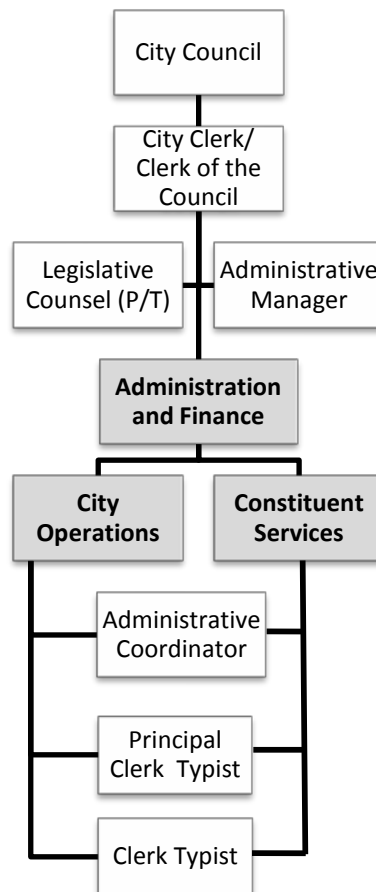 City Council
City Clerk/
Clerk of the
Council
Legislative
Counsel (P/T)
Administrative
Manager
Administration
and Finance
City
Operations
Constituent
Services
Administrative
Coordinator
Principal
Clerk Typist
Clerk Typist